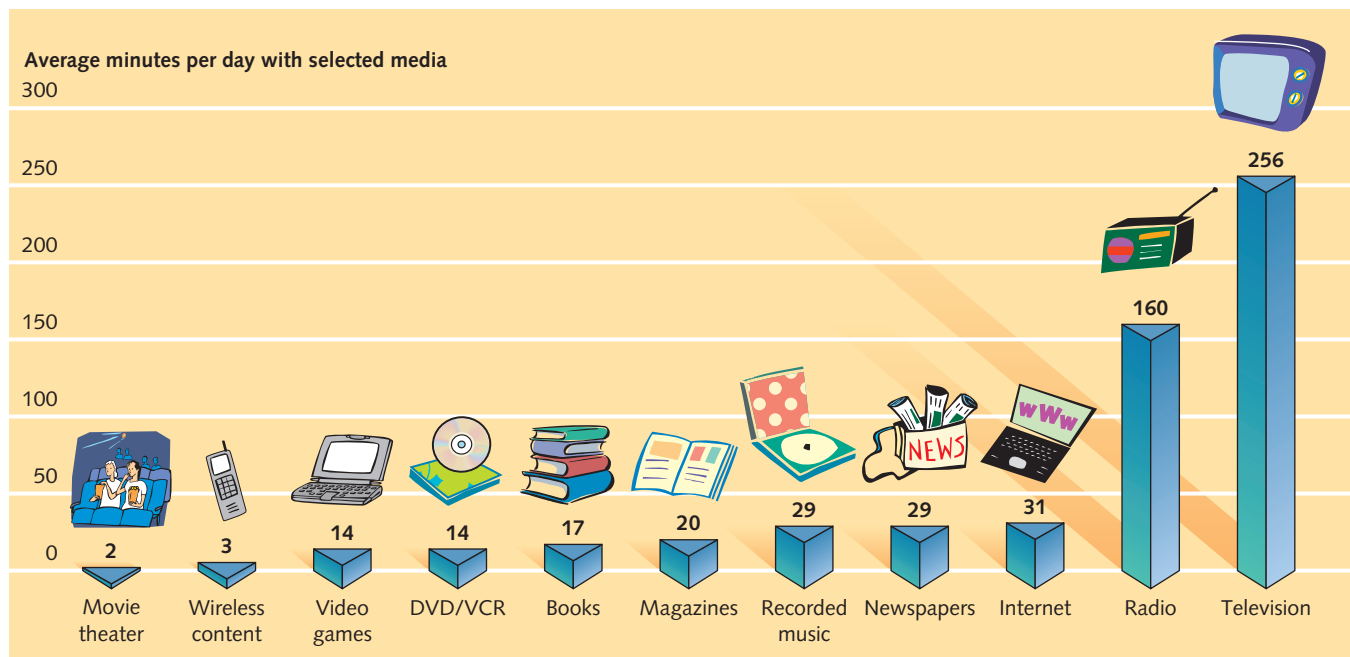 Average minutes per day with selected media
300
250
200
150
100
50
0
256
160
31
29
29
20
17
14
14
3
2
NEWS
wWw
Movie
theater
Wireless
content
Video
games
DVD/VCR
Books
Magazines
Recorded
music
Newspapers
Internet
Radio
Television